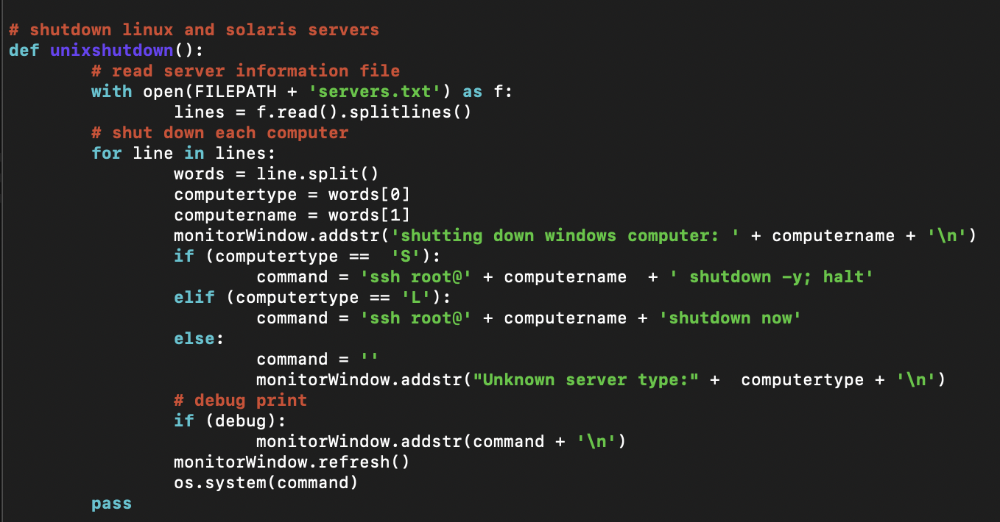 # shutdown linux and solaris servers
def unixshutdown():
        # read server information file
        with open(FILEPATH + 'servers.txt') as f:
                lines = f.read().splitlines()
        # shut down each computer
        for line in lines:
                words = line.split()
                computertype = words[0]
                computername = words[1]
                monitorWindow.addstr('shutting down windows computer: ' + computername + '\n')
                if (computertype ==  'S'):
                        command = 'ssh root@' + computername  + ' shutdown -y; halt'
                elif (computertype == 'L'):
                        command = 'ssh root@' + computername + 'shutdown now'
                else:
                        command = ''
                        monitorWindow.addstr("Unknown server type:" +  computertype + '\n')
                # debug print
                if (debug):
                        monitorWindow.addstr(command + '\n')
                monitorWindow.refresh()
                os.system(command)
        pass